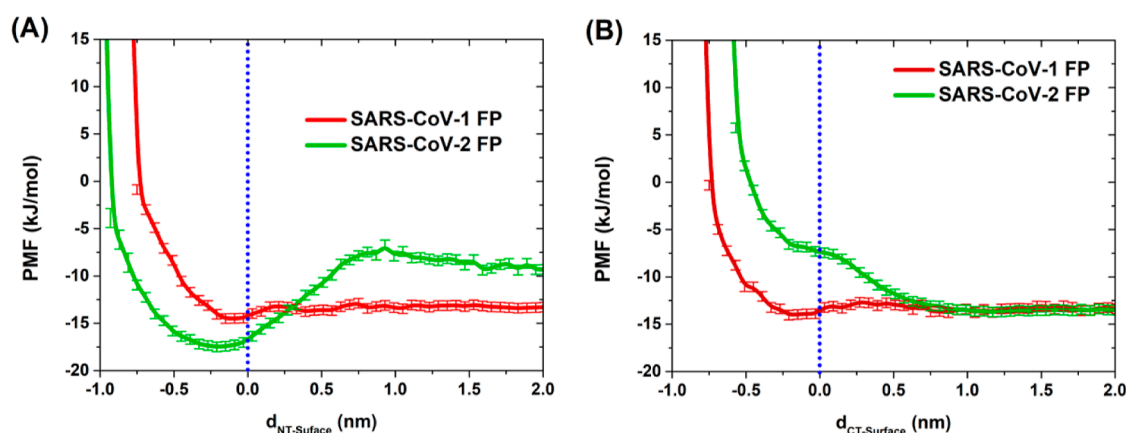 (A)
15
10
5
0
-5
-10
-15
-20
PMF (kJ/mol)
SARS-CoV-1 FP
SARS-CoV-2 FP
-1.0 -0.5 0.0 0.5 1.0 1.5 2.0
d NT-Suface (nm)
(B)
15
10
5
0
-5
-10
-15
-20
PMF (kJ/mol)
SARS-CoV-1 FP
SARS-CoV-2 FP
-1.0 -0.5 0.0 0.5 1.0 1.5 2.0
d CT-Surface (nm)